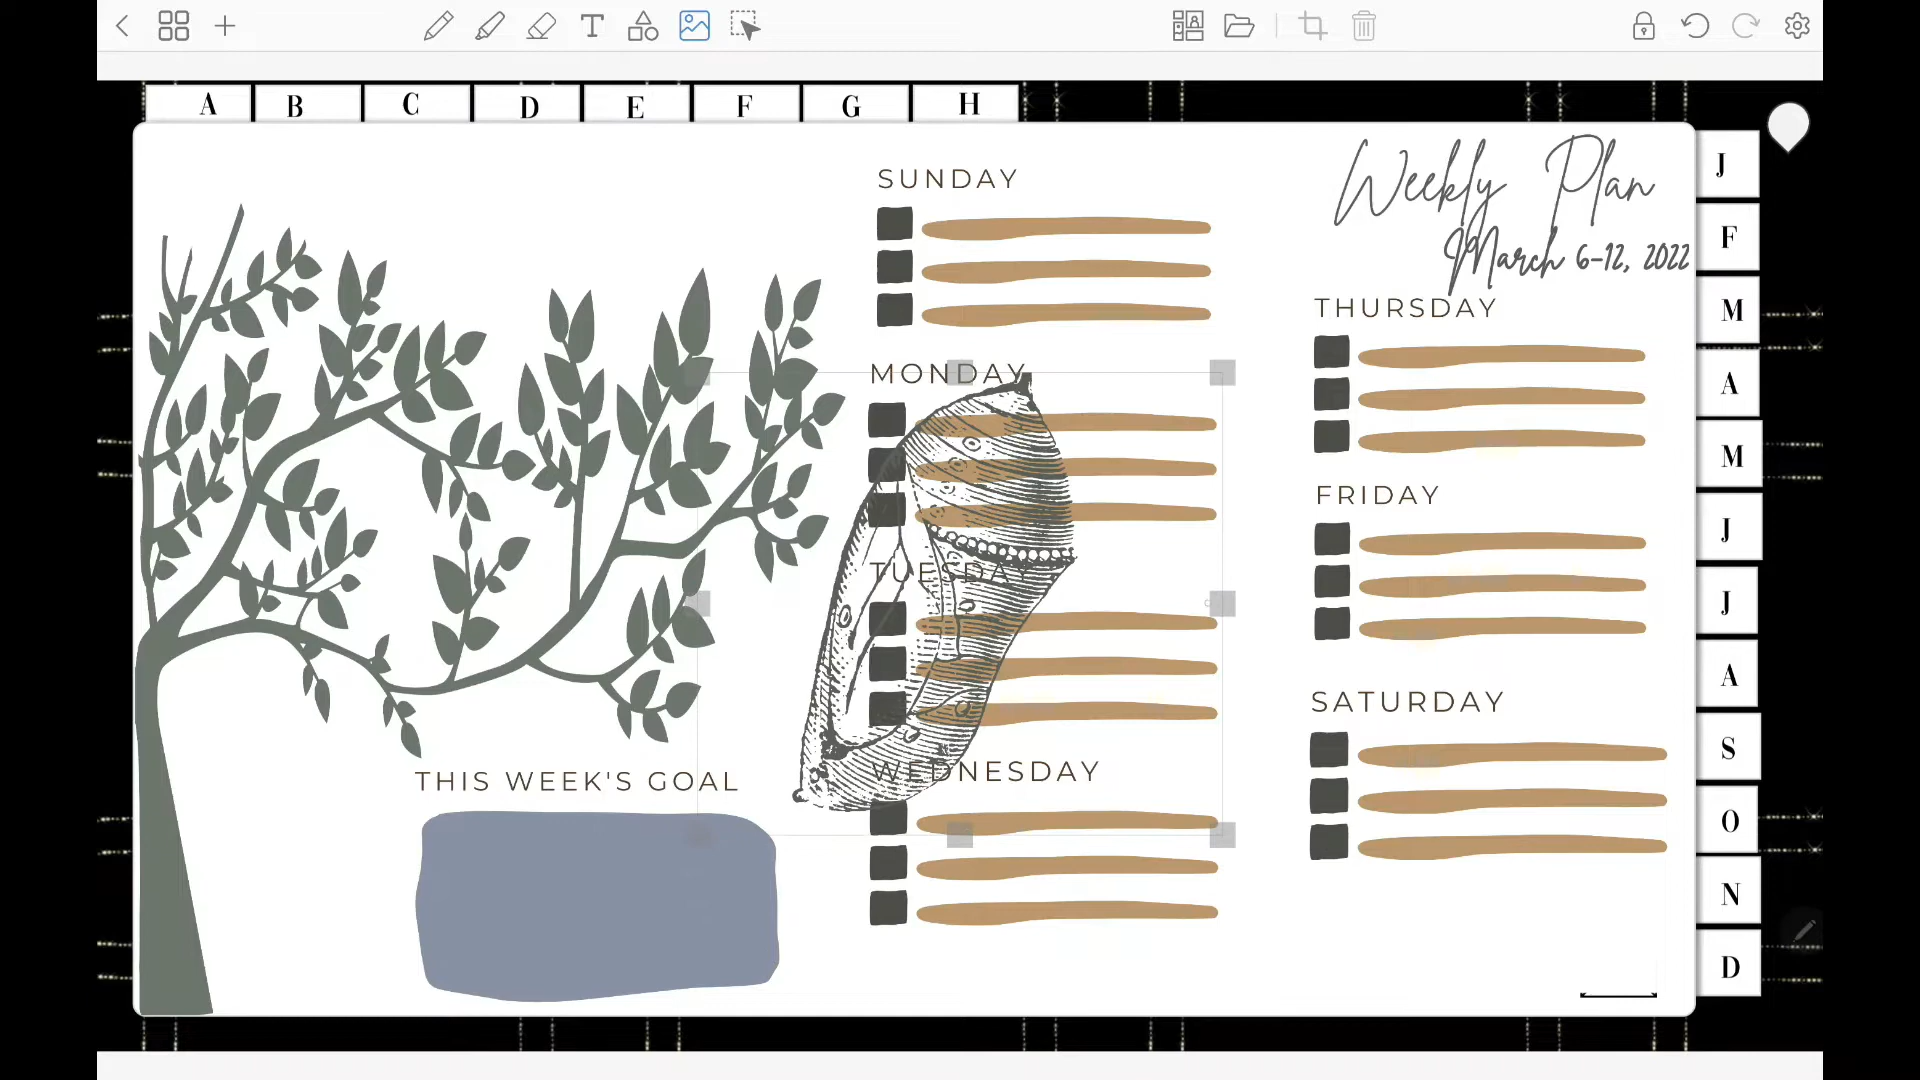 A B C D E F G H
Weekly Plan
March 6-12, 2022
SUNDAY
MONDAY
TUESDAY
WEDNESDAY
THURSDAY
FRIDAY
SATURDAY
THIS WEEK'S GOAL
J
F
M
A
M
J
J
A
S
O
N
D